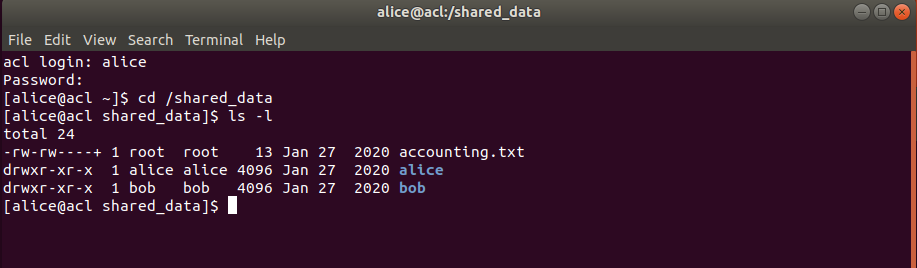 alice@acl:/shared_data
File Edit View Search Terminal Help
acl login: alice
Password:
[alice@acl ~]$ cd /shared_data
[alice@acl shared_data]$ ls -l
total 24
-rw-rw----+ 1 root  root    13 Jan 27  2020 accounting.txt
drwxr-xr-x  1 alice alice 4096 Jan 27  2020 alice
drwxr-xr-x  1 bob   bob   4096 Jan 27  2020 bob
[alice@acl shared_data]$